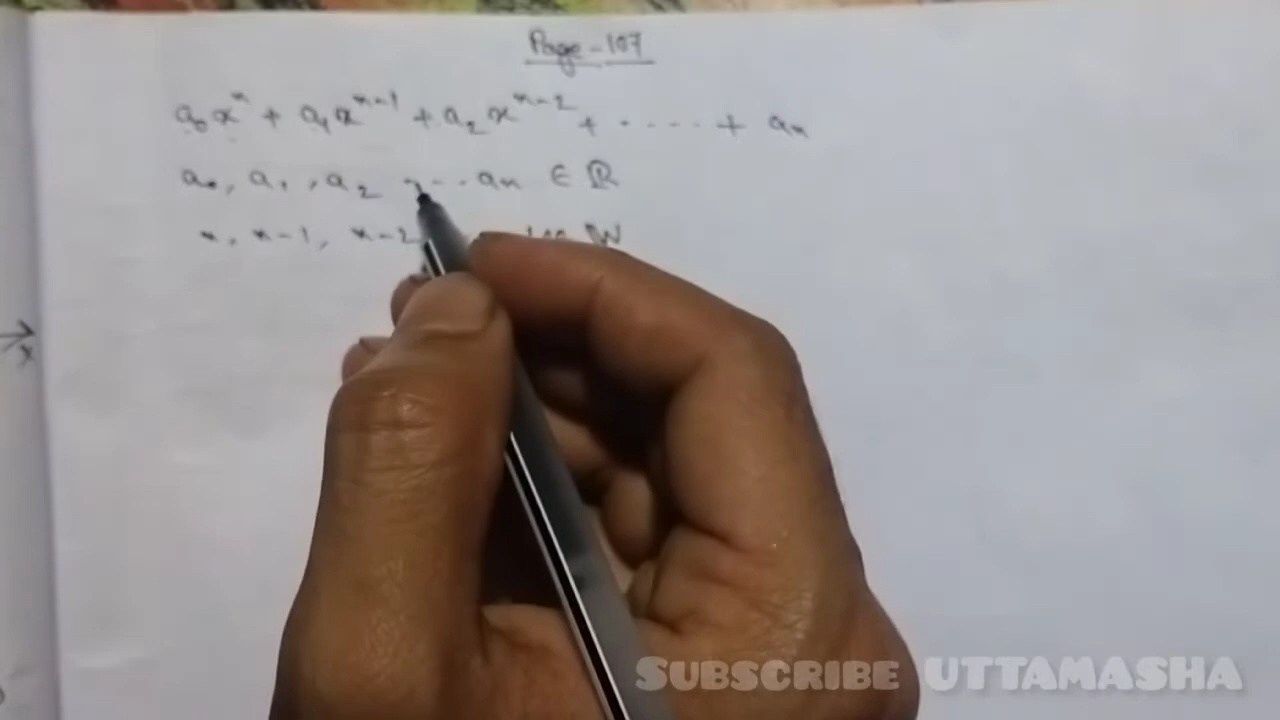 Page-107
a₀xⁿ + a₁xⁿ⁻¹ + a₂xⁿ⁻² + ..... + aₙ
a₀, a₁, a₂ ... aₙ ∈ ℝ
n, n-1, n-2
W
x
SUBSCRIBE UTTAMASHA